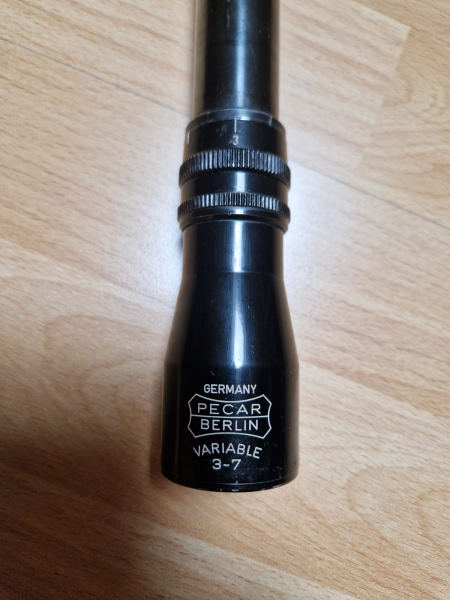 3
GERMANY
PECAR
BERLIN
VARIABLE
3-7